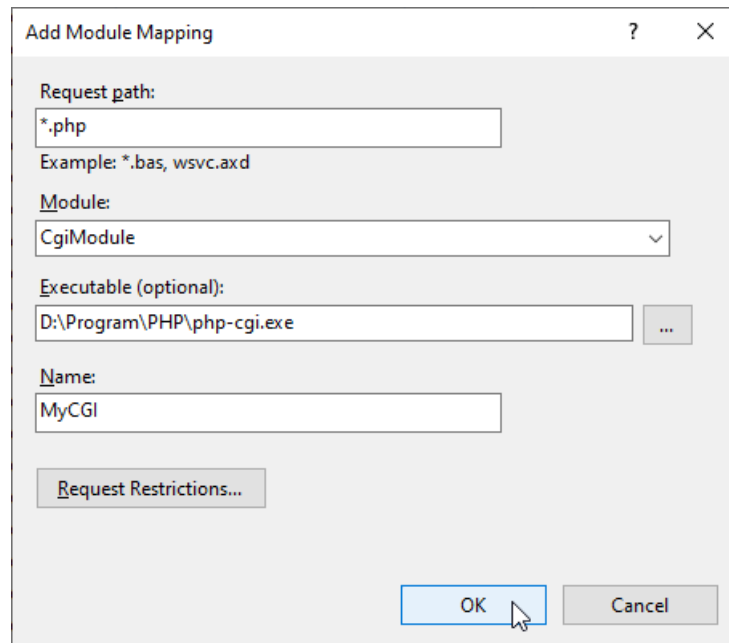 Add Module Mapping
?
Request path:
*.php
Example: *.bas, wsvc.axd
Module:
CgiModule
Executable (optional):
D:\Program\PHP\php-cgi.exe
...
Name:
MyCGI
Request Restrictions...
OK
Cancel